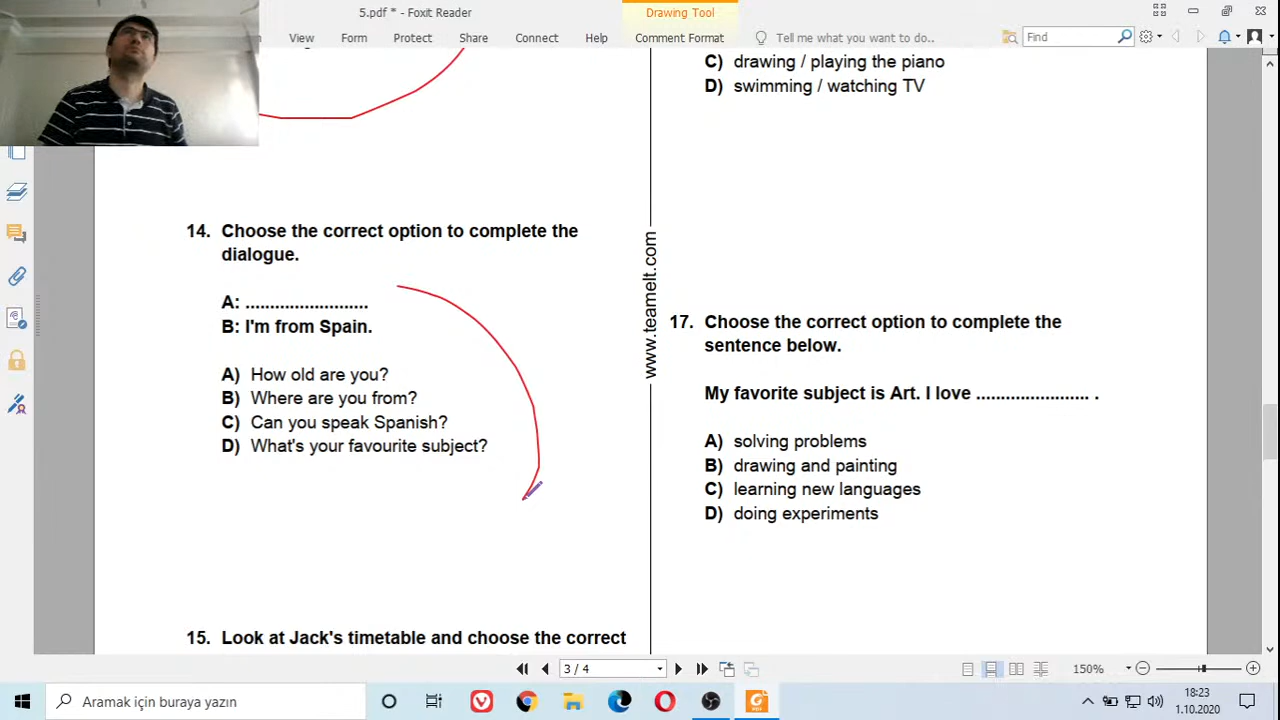 5.pdf * - Foxit Reader
Drawing Tool
View Form Protect Share Connect Help Comment Format Tell me what you want to do.. Find
14. Choose the correct option to complete the
dialogue.
A: .........................
B: I'm from Spain.
A) How old are you?
B) Where are you from?
C) Can you speak Spanish?
D) What's your favourite subject?
15. Look at Jack's timetable and choose the correct
www.teamelt.com
C) drawing / playing the piano
D) swimming / watching TV
17. Choose the correct option to complete the
sentence below.
My favorite subject is Art. I love ....................... .
A) solving problems
B) drawing and painting
C) learning new languages
D) doing experiments
3 / 4
150%
Aramak için buraya yazın
18:23
1.10.2020